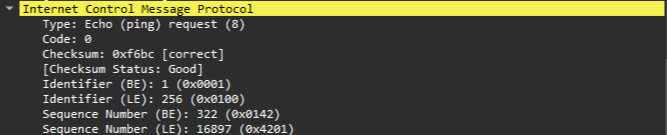 Internet Control Message Protocol
Type: Echo (ping) request (8)
Code: 0
Checksum: 0xf6bc [correct]
[Checksum Status: Good]
Identifier (BE): 1 (0x0001)
Identifier (LE): 256 (0x0100)
Sequence Number (BE): 322 (0x0142)
Sequence Number (LE): 16897 (0x4201)